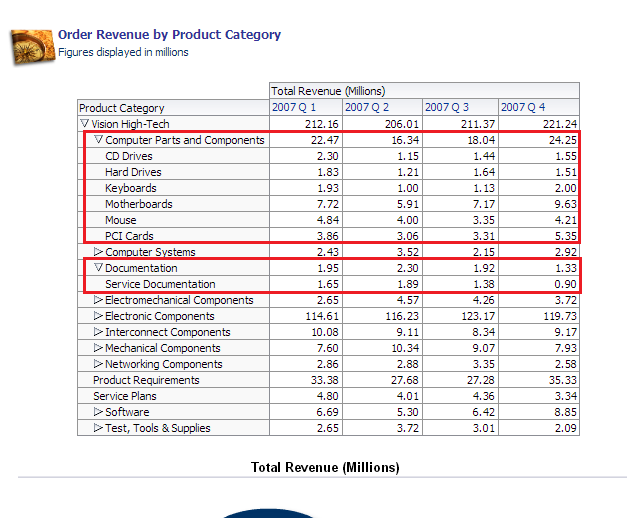 Order Revenue by Product Category
Figures displayed in millions
Total Revenue (Millions)
Product Category 2007 Q 1 2007 Q 2 2007 Q 3 2007 Q 4
Vision High-Tech 212.16 206.01 211.37 221.24
Computer Parts and Components 22.47 16.34 18.04 24.25
CD Drives 2.30 1.15 1.44 1.55
Hard Drives 1.83 1.21 1.64 1.51
Keyboards 1.93 1.00 1.13 2.00
Motherboards 7.72 5.91 7.17 9.63
Mouse 4.84 4.00 3.35 4.21
PCI Cards 3.86 3.06 3.31 5.35
Computer Systems 2.43 3.52 2.15 2.92
Documentation 1.95 2.30 1.92 1.33
Service Documentation 1.65 1.89 1.38 0.90
Electromechanical Components 2.65 4.57 4.26 3.72
Electronic Components 114.61 116.23 123.17 119.73
Interconnect Components 10.08 9.11 8.34 9.17
Mechanical Components 7.60 10.34 9.07 7.93
Networking Components 2.86 2.88 3.35 2.58
Product Requirements 33.38 27.68 27.28 35.33
Service Plans 4.80 4.01 4.36 3.34
Software 6.69 5.30 6.42 8.85
Test, Tools & Supplies 2.65 3.72 3.01 2.09
Total Revenue (Millions)